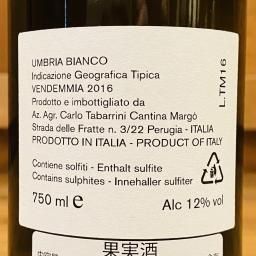 UMBRIA BIANCO
Indicazione Geografica Tipica
VENDEMMIA 2016
Prodotto e imbottigliato da
Az. Agr. Carlo Tabarrini Cantina Margò
Strada delle Fratte n. 3/22 Perugia - ITALIA
PRODOTTO IN ITALIA - PRODUCT OF ITALY
Contiene solfiti - Enthalt sulfite
Contains sulphites - Innehaller sulfiter
750 ml e
Alc 12% vol
L.TM16
果実酒